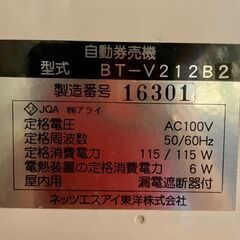 自動券売機
型式 BT-V212B2
製造番号 16301
JQA ㈱アライ
定格電圧 AC100V
定格周波数 50/60Hz
定格消費電力 115/115W
電熱装置の定格消費電力 6W
屋内用 漏電遮断器付
ネッツエスアイ東洋株式会社